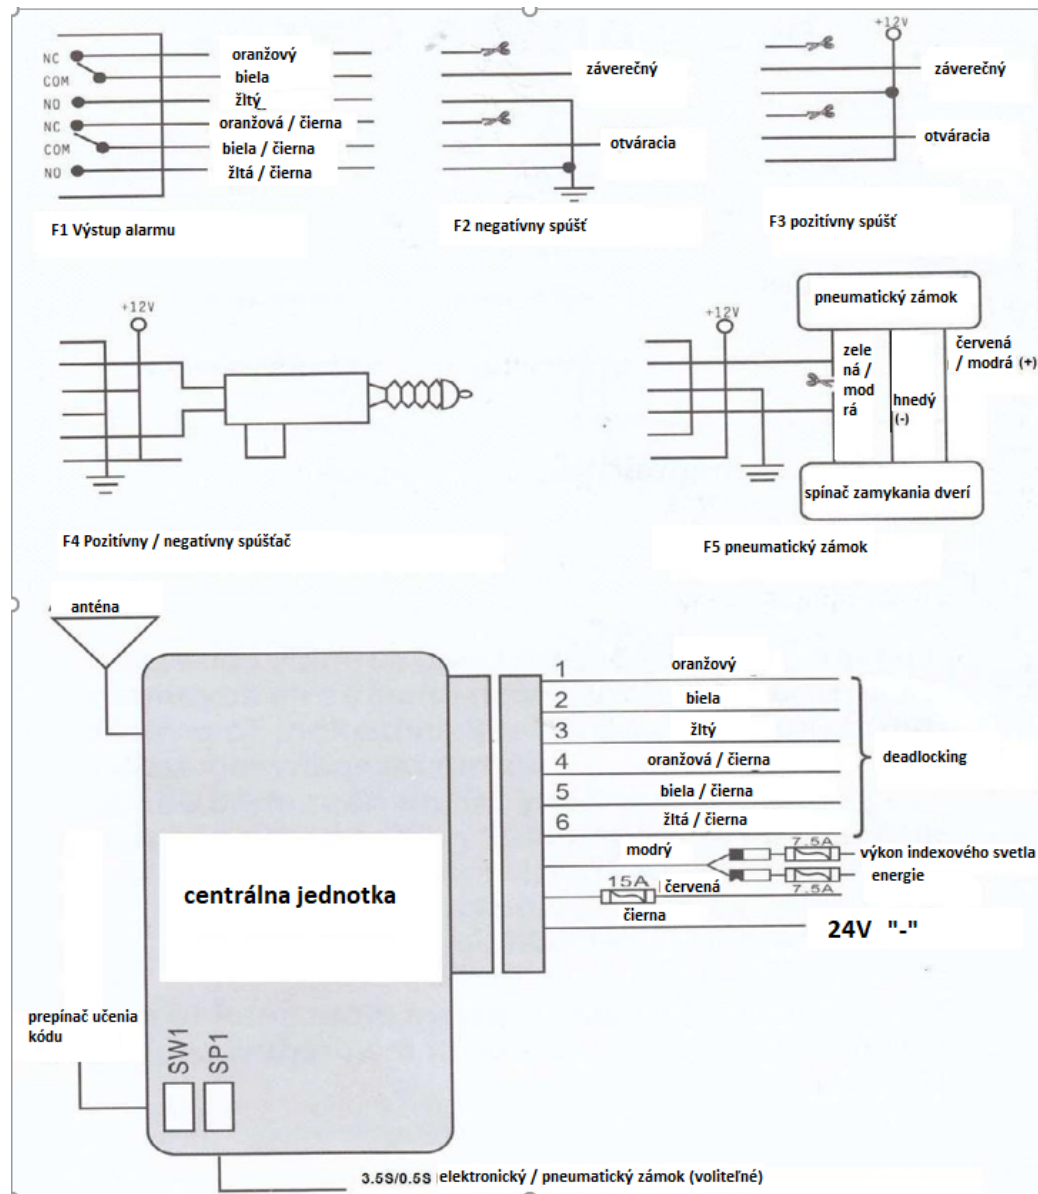 NC
oranžový
COM
biela
NO
žltý
NC
oranžová / čierna
COM
biela / čierna
NO
žltá / čierna
F1 Výstup alarmu
záverečný
otváracia
F2 negatívny spúšť
+12V
záverečný
otváracia
F3 pozitívny spúšť
+12V
F4 Pozitívny / negatívny spúšťač
+12V
pneumatický zámok
zele
ná /
mod
rá
hnedý
(-)
červená
/ modrá (+)
spínač zamykania dverí
F5 pneumatický zámok
anténa
centrálna jednotka
prepínač učenia
kódu
SW1
SP1
1 oranžový
2 biela
3 žltý
4 oranžová / čierna
5 biela / čierna
6 žltá / čierna
deadlocking
modrý
7.5A
výkon indexového svetla
energie
7.5A
15A
červená
čierna
24V "-"
3.5S/0.5S elektronický / pneumatický zámok (voliteľné)